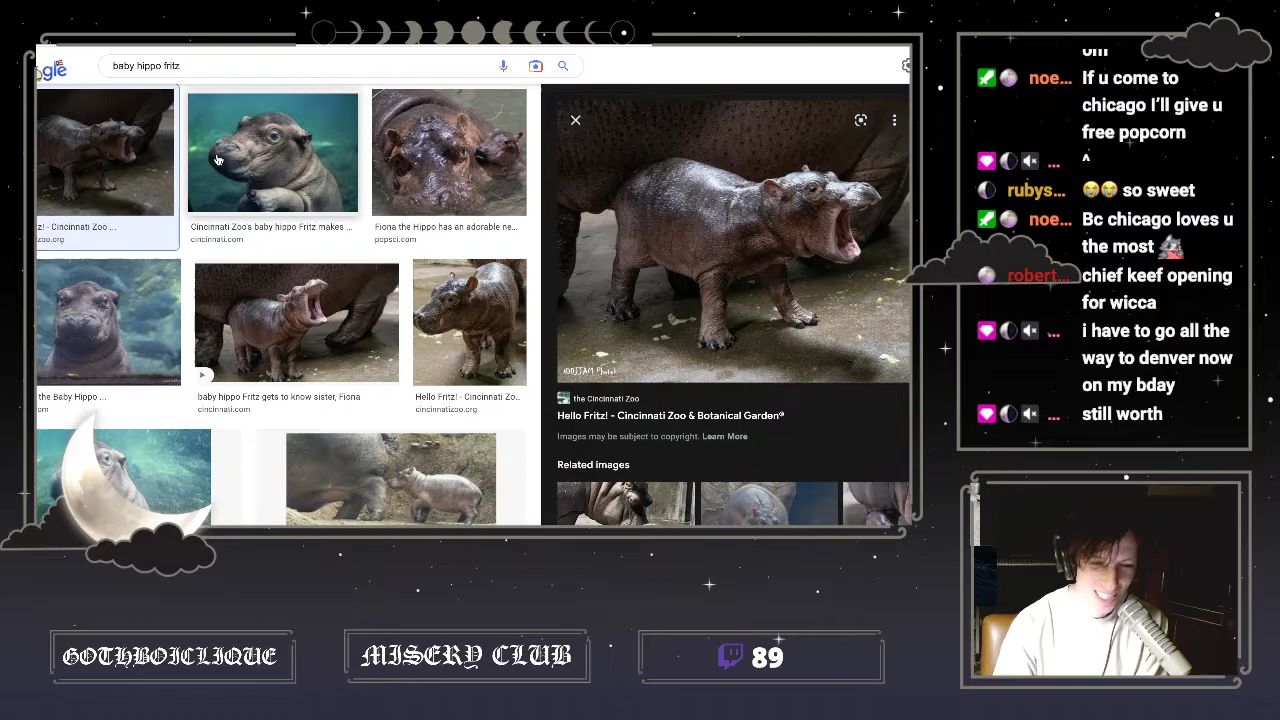 gle
baby hippo fritz
z! - Cincinnati Zoo ...
zoo.org
Cincinnati Zoo's baby hippo Fritz makes ...
cincinnati.com
Fiona the Hippo has an adorable ne...
popsci.com
the Baby Hippo ...
om
baby hippo Fritz gets to know sister, Fiona
Hello Fritz! - Cincinnati Zo...
cincinnatizoo.org
©DJJAM Photo
the Cincinnati Zoo
Hello Fritz! - Cincinnati Zoo & Botanical Garden®
Images may be subject to copyright. Learn More
Related images
noe... If u come to
chicago I'll give u
free popcorn
... ^
rubys... 😭😭 so sweet
noe... Bc chicago loves u
the most
robert... chief keef opening
for wicca
... i have to go all the
way to denver now
on my bday
... still worth
GOTHBOICLIQUE
MISERY CLUB
89